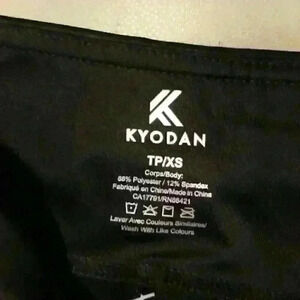 KYODAN
TP/XS
Corps/Body:
88% Polyester / 12% Spandex
Fabriqué en Chine/Made in China
CA17791/RN86421
Laver Avec Couleurs Similaires/
Wash With Like Colours